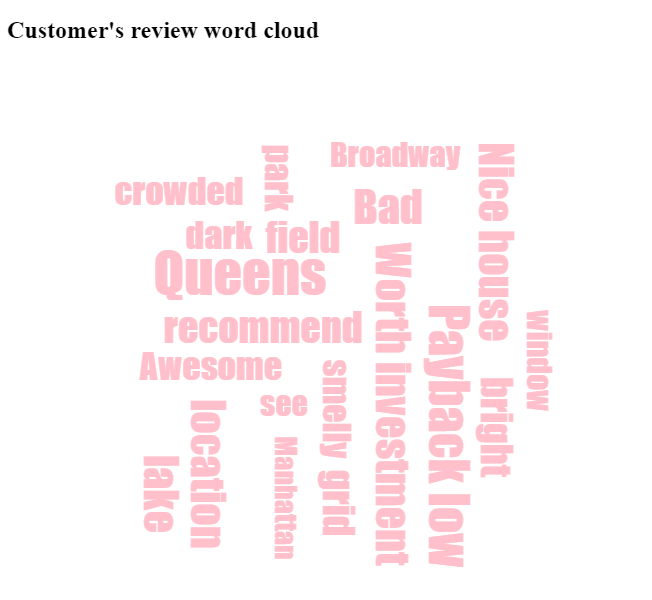 Customer's review word cloud
Broadway
park
Nice house
crowded
Bad
dark
field
Queens
Worth investment
recommend
Payback low
window
Awesome
smelly
see
bright
location
Manhattan
lake
grid